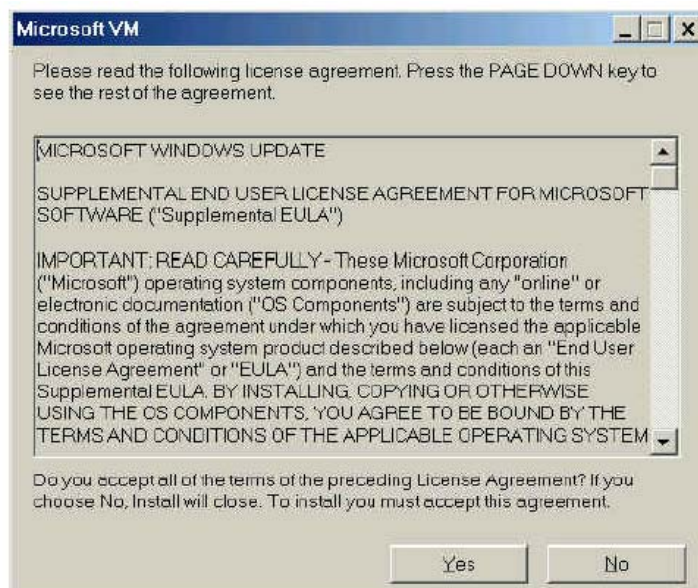 Microsoft VM
Please read the following license agreement. Press the PAGE DOWN key to
see the rest of the agreement.
MICROSOFT WINDOWS UPDATE
SUPPLEMENTAL END USER LICENSE AGREEMENT FOR MICROSOFT
SOFTWARE ("Supplemental EULA")
IMPORTANT: READ CAREFULLY - These Microsoft Corporation
("Microsoft") operating system components, including any "online" or
electronic documentation ("OS Components") are subject to the terms and
conditions of the agreement under which you have licensed the applicable
Microsoft operating system product described below (each an "End User
License Agreement" or "EULA") and the terms and conditions of this
Supplemental EULA. BY INSTALLING, COPYING OR OTHERWISE
USING THE OS COMPONENTS, YOU AGREE TO BE BOUND BY THE
TERMS AND CONDITIONS OF THE APPLICABLE OPERATING SYSTEM
Do you accept all of the terms of the preceding License Agreement? If you
choose No, Install will close. To install you must accept this agreement.
Yes
No